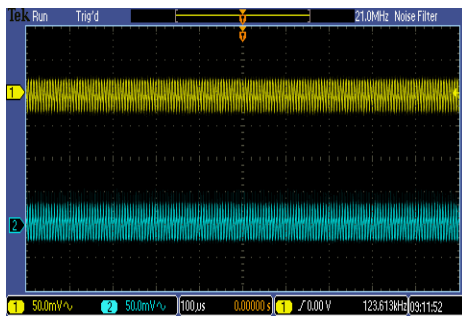 Tek Run Trig'd 21.0MHz Noise Filter
1
2
1 50.0mV∿ 2 50.0mV∿ 100µs 0.00000 s 1 ∫ 0.00 V 123.613kHz 09:11:52